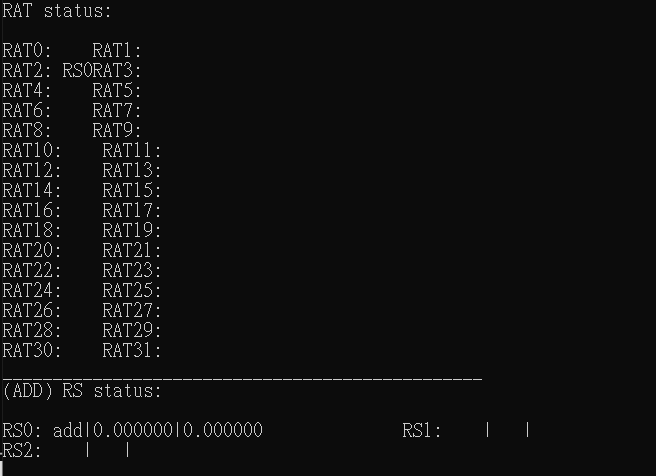 RAT status:
RAT0:    RAT1:
RAT2: RS0RAT3:
RAT4:    RAT5:
RAT6:    RAT7:
RAT8:    RAT9:
RAT10:    RAT11:
RAT12:    RAT13:
RAT14:    RAT15:
RAT16:    RAT17:
RAT18:    RAT19:
RAT20:    RAT21:
RAT22:    RAT23:
RAT24:    RAT25:
RAT26:    RAT27:
RAT28:    RAT29:
RAT30:    RAT31:
________________________________________________
(ADD) RS status:
RS0: add|0.000000|0.000000              RS1:    |   |
RS2:    |   |